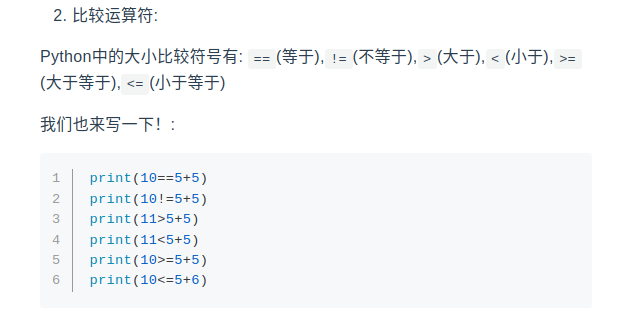 2. 比较运算符:
Python中的大小比较符号有: == (等于), != (不等于), > (大于), < (小于), >=
(大于等于), <= (小于等于)
我们也来写一下！:
1 print(10==5+5)
2 print(10!=5+5)
3 print(11>5+5)
4 print(11<5+5)
5 print(10>=5+5)
6 print(10<=5+6)